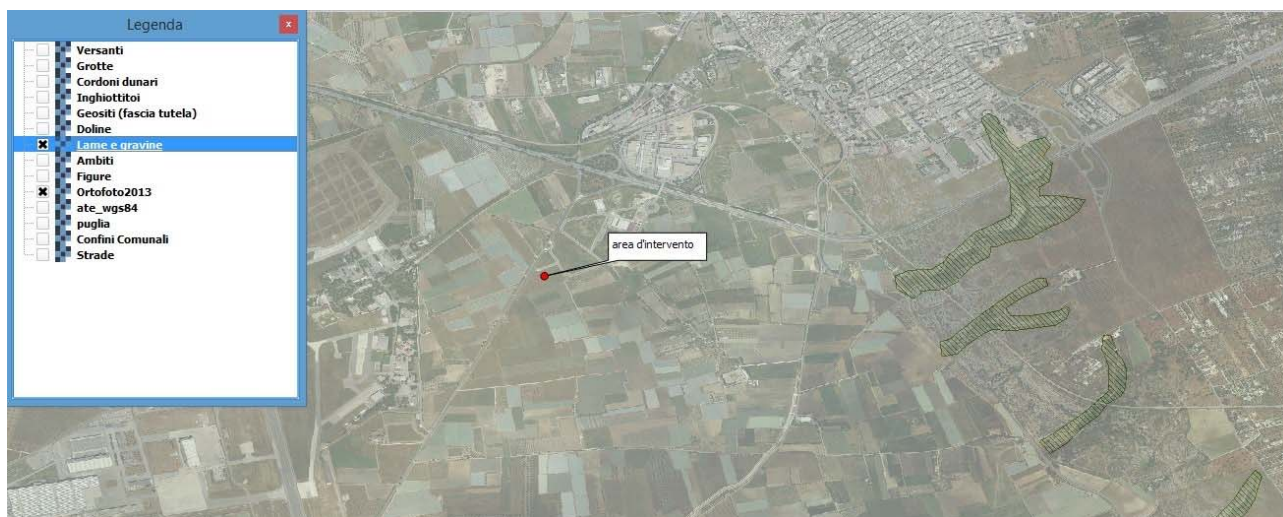 Legenda
x
Versanti
Grotte
Cordoni dunari
Inghiottitoi
Geositi (fascia tutela)
Doline
Lame e gravine
Ambiti
Figure
Ortofoto2013
ate_wgs84
puglia
Confini Comunali
Strade
area d'intervento